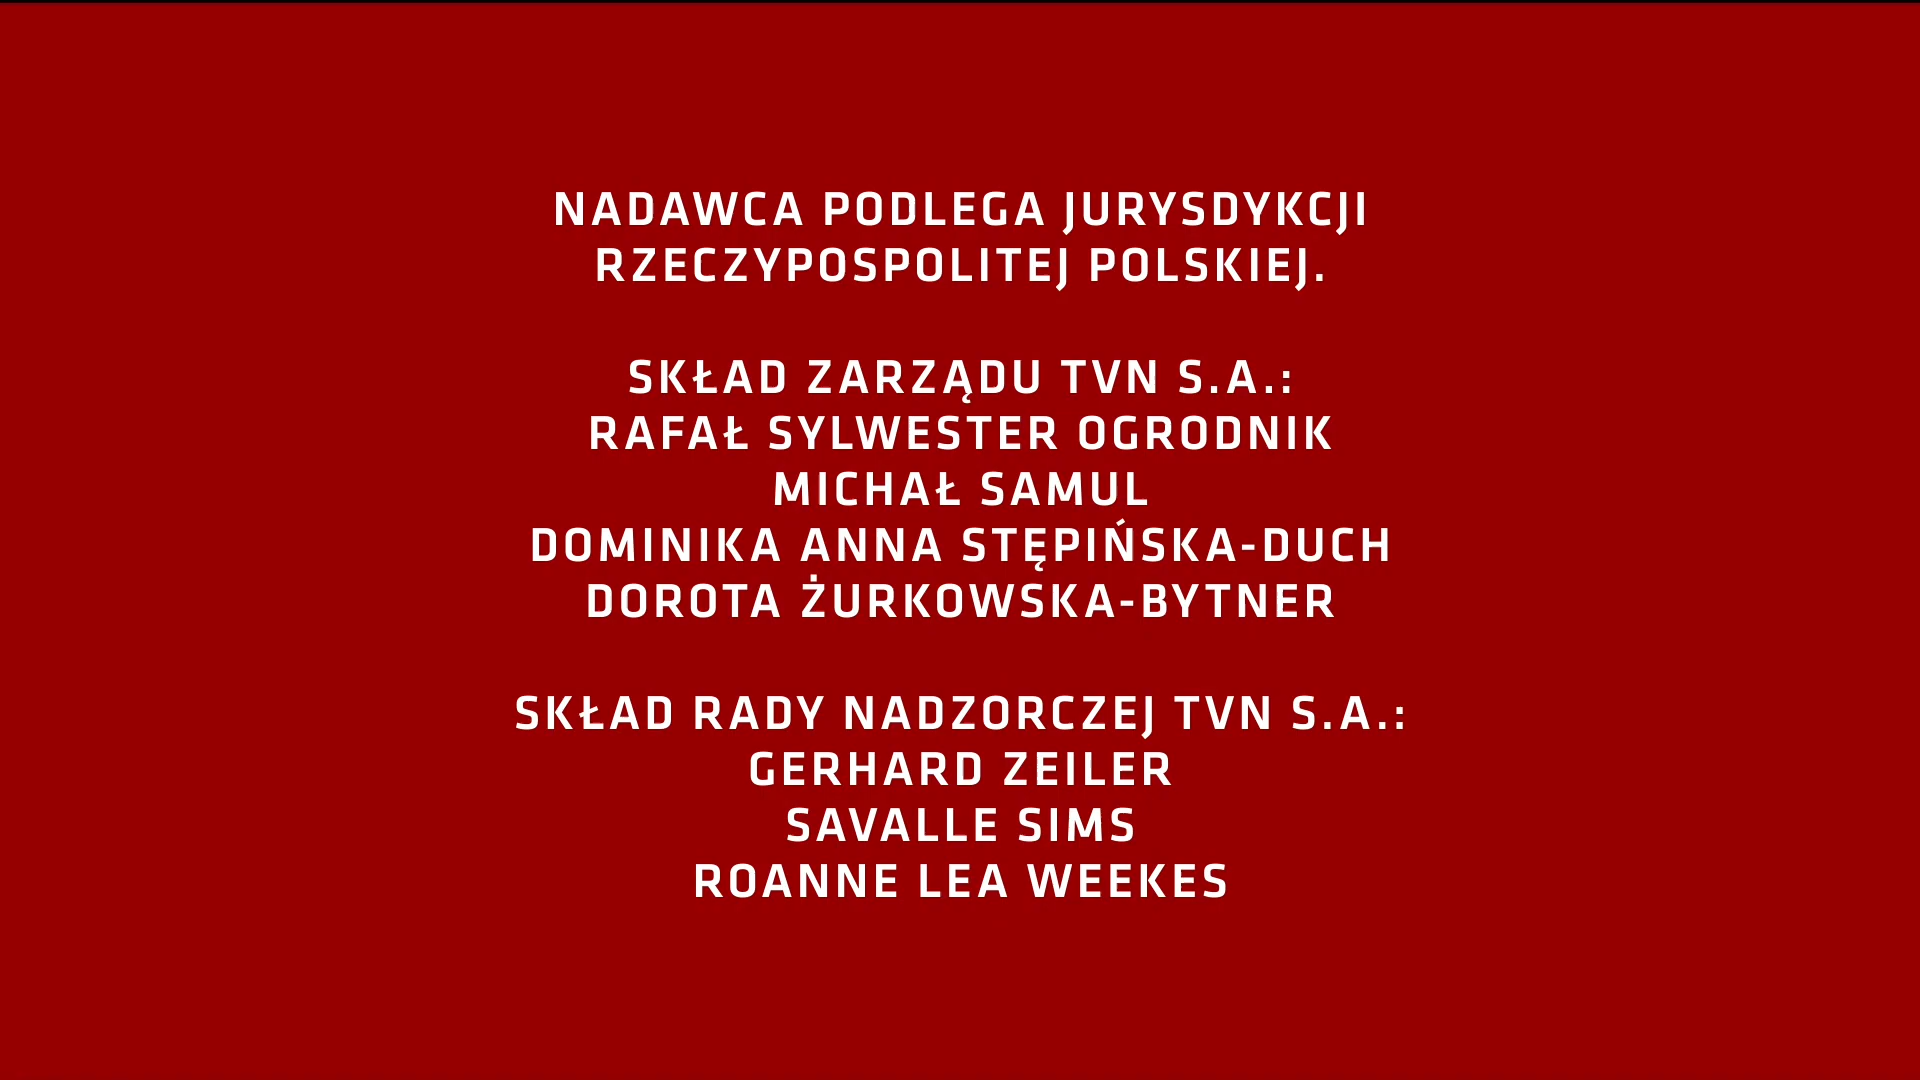 NADAWCA PODLEGA JURYSDYKCJI
RZECZYPOSPOLITEJ POLSKIEJ.
SKŁAD ZARZĄDU TVN S.A.:
RAFAŁ SYLWESTER OGRODNIK
MICHAŁ SAMUL
DOMINIKA ANNA STĘPIŃSKA-DUCH
DOROTA ŻURKOWSKA-BYTNER
SKŁAD RADY NADZORCZEJ TVN S.A.:
GERHARD ZEILER
SAVALLE SIMS
ROANNE LEA WEEKES